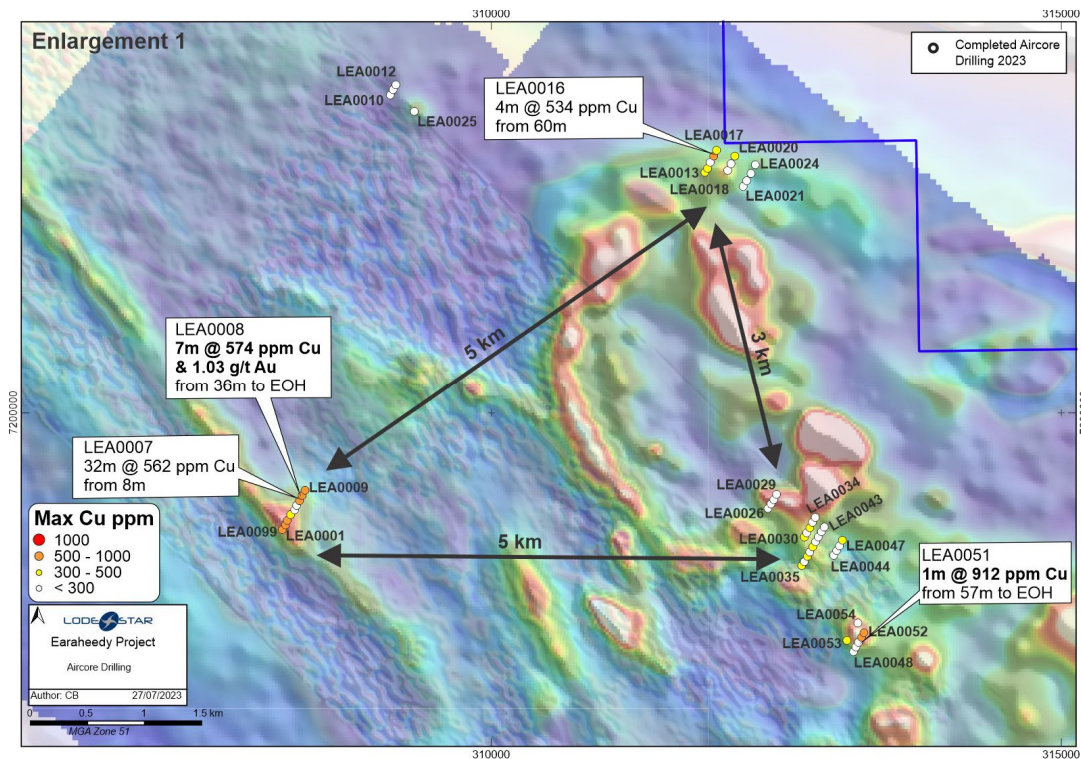 310000
315000
Enlargement 1
Completed Aircore
Drilling 2023
LEA0012
LEA0010
LEA0025
LEA0016
4m @ 534 ppm Cu
from 60m
LEA0017
LEA0020
LEA0024
LEA0013
LEA0018
LEA0021
5 km
3 km
LEA0008
7m @ 574 ppm Cu
& 1.03 g/t Au
from 36m to EOH
7200000
LEA0007
32m @ 562 ppm Cu
from 8m
LEA0009
LEA0099
LEA0001
LEA0029
LEA0026
LEA0034
LEA0043
LEA0030
LEA0047
LEA0044
LEA0035
5 km
LEA0051
1m @ 912 ppm Cu
from 57m to EOH
LEA0054
LEA0052
LEA0053
LEA0048
Max Cu ppm
1000
500 - 1000
300 - 500
< 300
LODESTAR
Earaheedy Project
Aircore Drilling
Author: CB
27/07/2023
0 0.5 1 1.5 km
MGA Zone 51
310000
315000